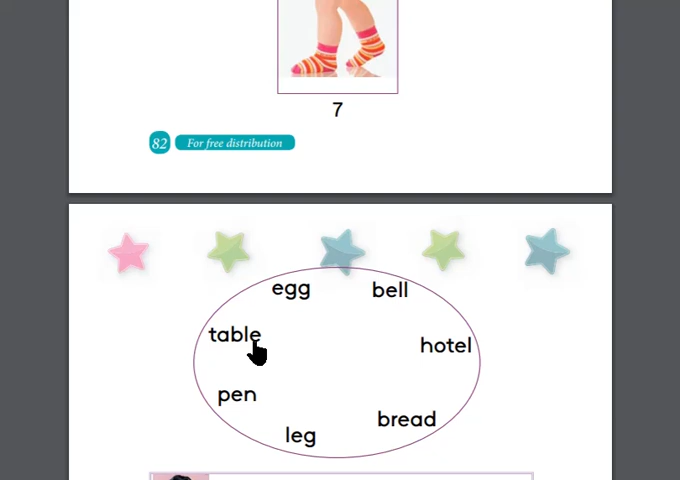 7
82 For free distribution
egg bell
table
hotel
pen
bread
leg